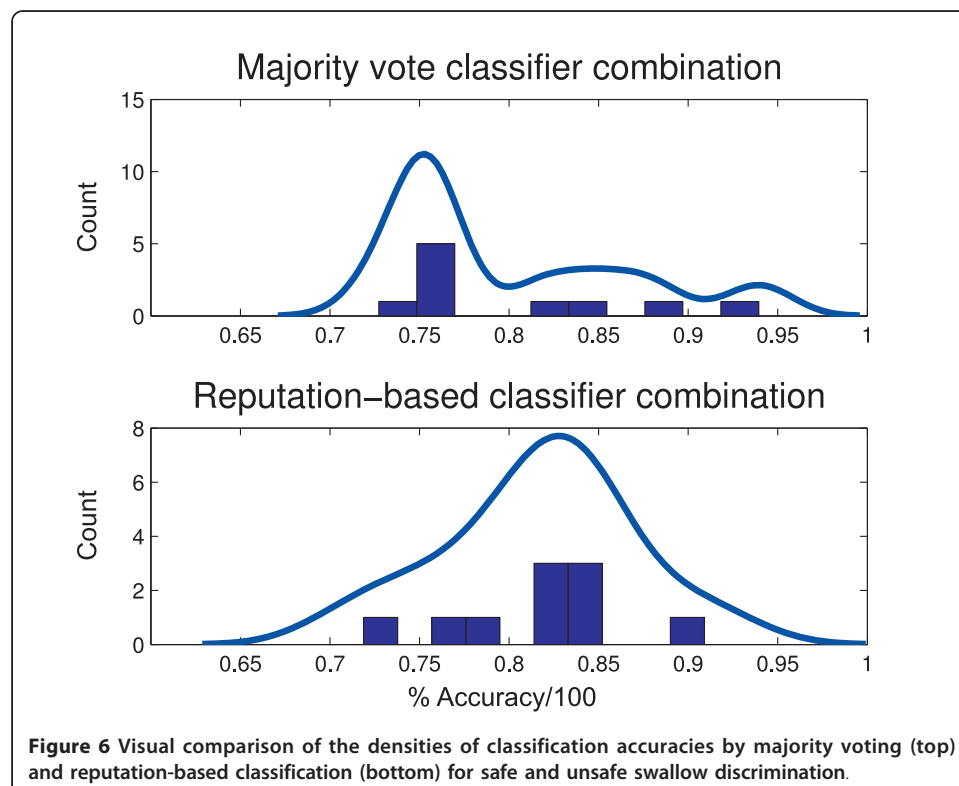 Majority vote classifier combination
15
10
5
0
Count
0.65 0.7 0.75 0.8 0.85 0.9 0.95 1
Reputation−based classifier combination
8
6
4
2
0
Count
0.65 0.7 0.75 0.8 0.85 0.9 0.95 1
% Accuracy/100
Figure 6 Visual comparison of the densities of classification accuracies by majority voting (top)
and reputation-based classification (bottom) for safe and unsafe swallow discrimination.